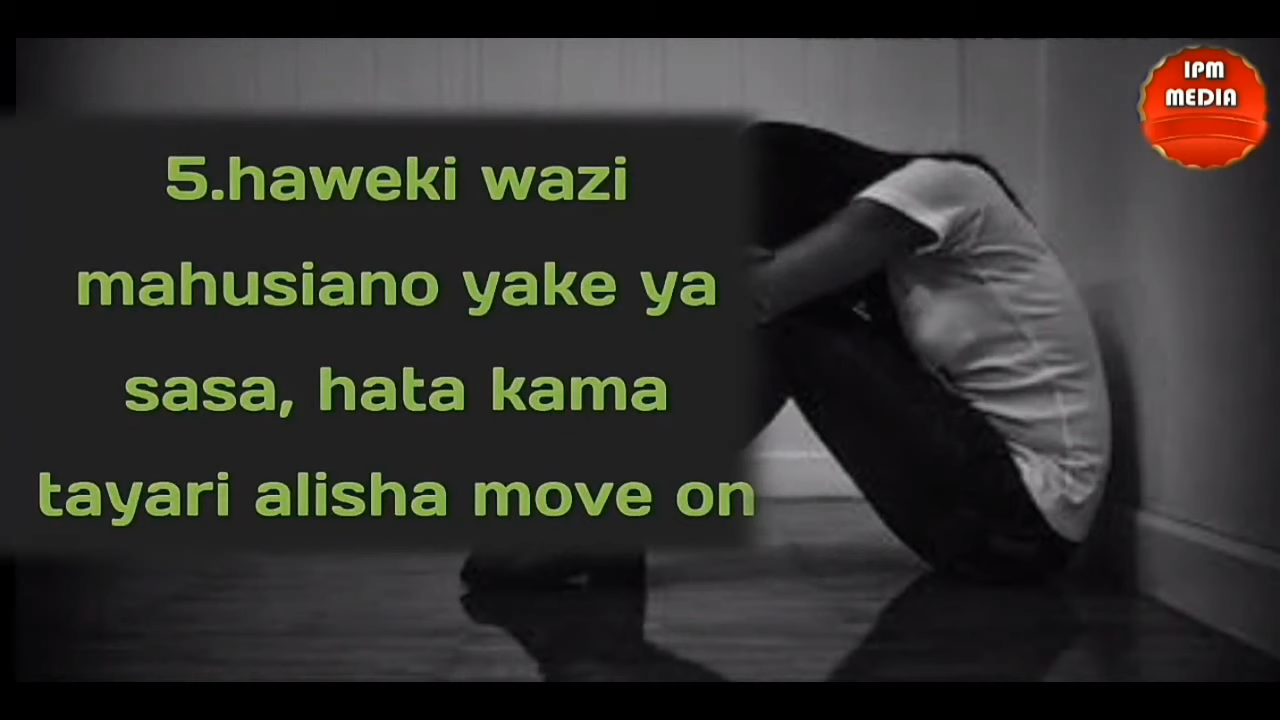 IPM
MEDIA
5.haweki wazi
mahusiano yake ya
sasa, hata kama
tayari alisha move on